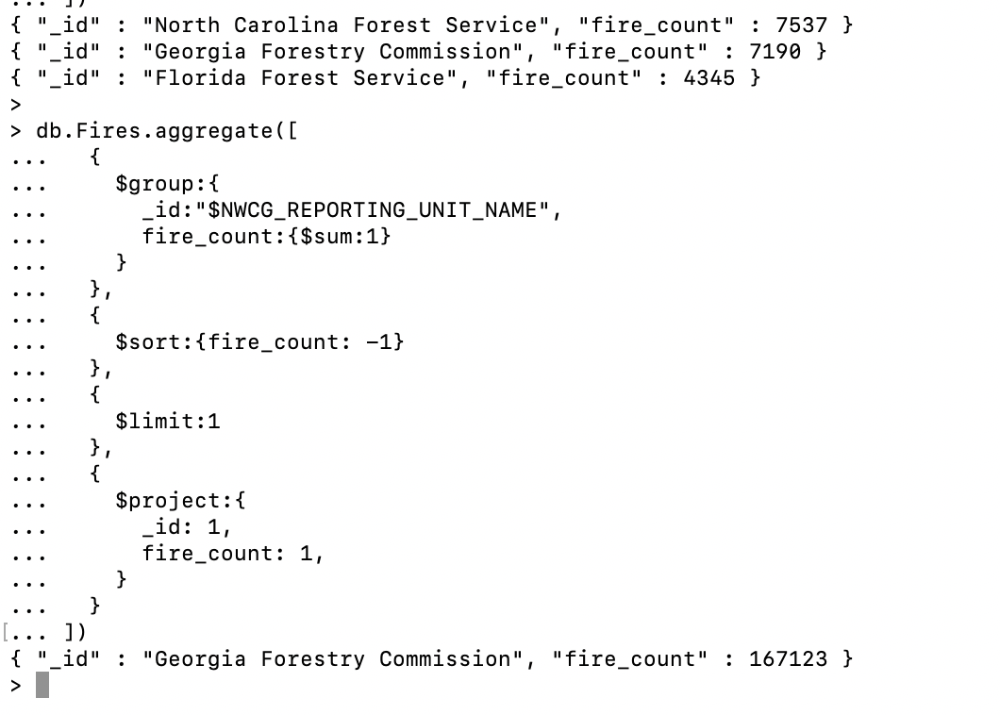 ... ])
{ "_id" : "North Carolina Forest Service", "fire_count" : 7537 }
{ "_id" : "Georgia Forestry Commission", "fire_count" : 7190 }
{ "_id" : "Florida Forest Service", "fire_count" : 4345 }
>
> db.Fires.aggregate([
...   {
...     $group:{
...       _id:"$NWCG_REPORTING_UNIT_NAME",
...       fire_count:{$sum:1}
...     }
...   },
...   {
...     $sort:{fire_count: -1}
...   },
...   {
...     $limit:1
...   },
...   {
...     $project:{
...       _id: 1,
...       fire_count: 1,
...     }
...   }
[... ])
{ "_id" : "Georgia Forestry Commission", "fire_count" : 167123 }
>